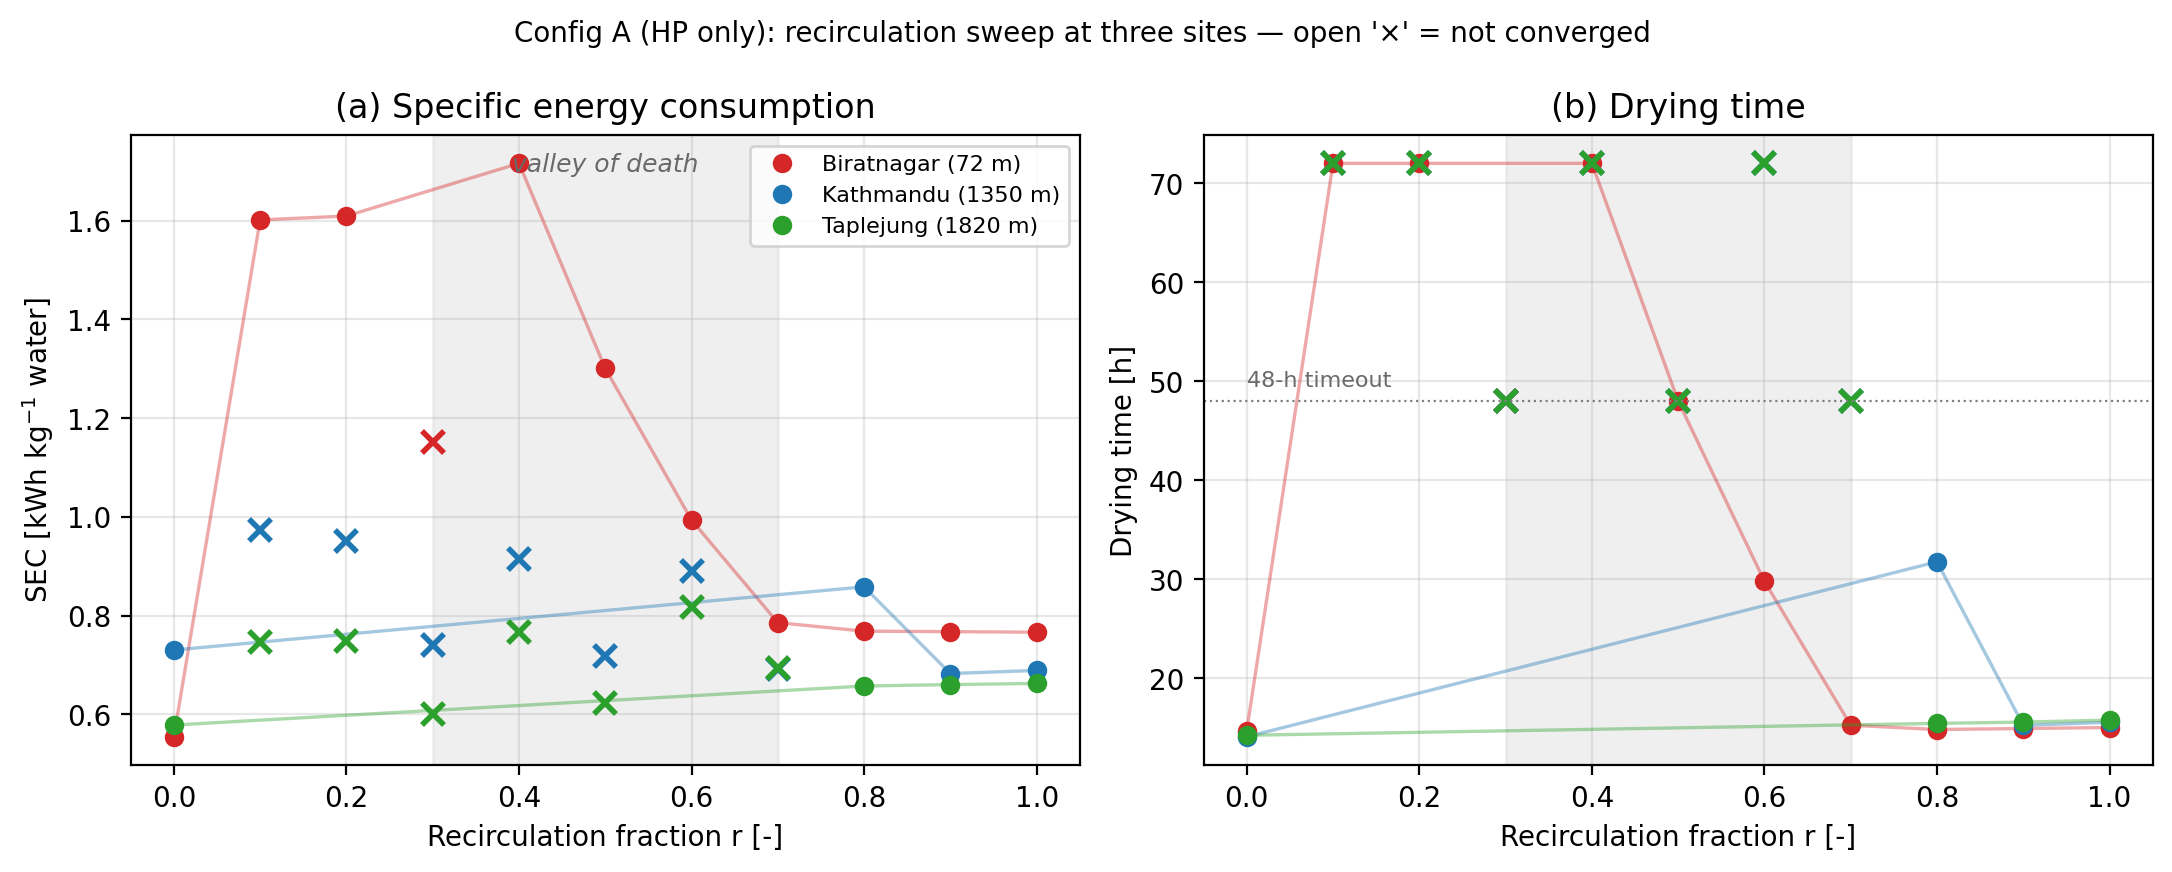 Config A (HP only): recirculation sweep at three sites — open '×' = not converged
(a) Specific energy consumption
valley of death
Biratnagar (72 m)
Kathmandu (1350 m)
Taplejung (1820 m)
SEC [kWh kg⁻¹ water]
1.6
1.4
1.2
1.0
0.8
0.6
0.0 0.2 0.4 0.6 0.8 1.0
Recirculation fraction r [-]
(b) Drying time
48-h timeout
Drying time [h]
70
60
50
40
30
20
0.0 0.2 0.4 0.6 0.8 1.0
Recirculation fraction r [-]